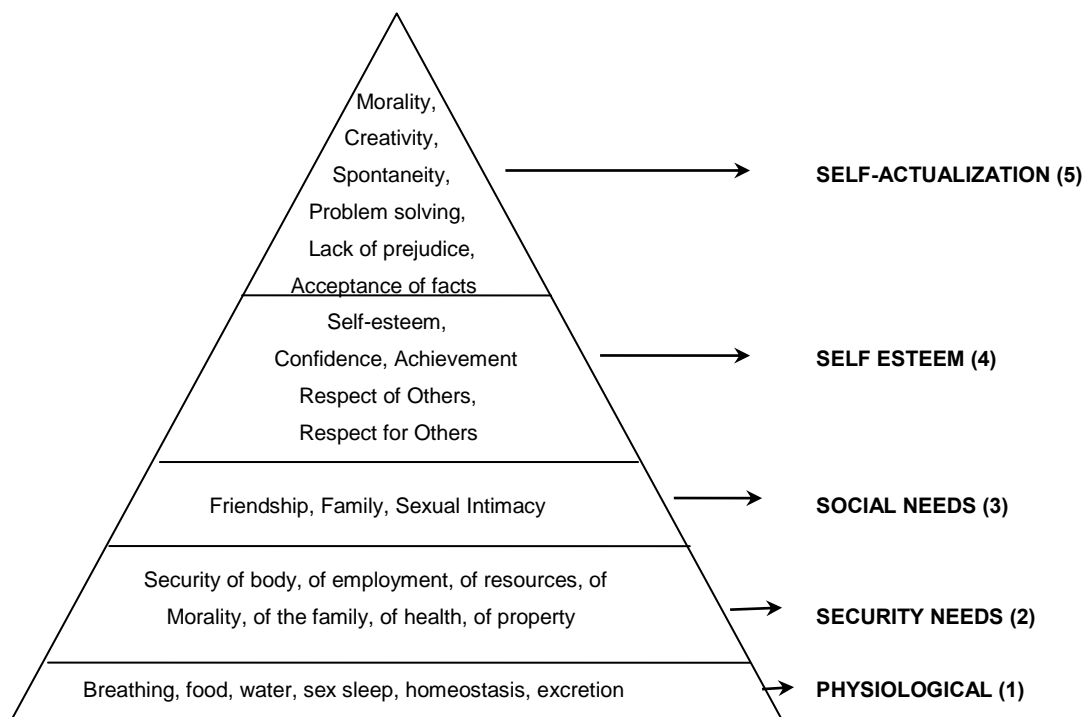 Morality,
Creativity,
Spontaneity,
Problem solving,
Lack of prejudice,
Acceptance of facts
SELF-ACTUALIZATION (5)
Self-esteem,
Confidence, Achievement
Respect of Others,
Respect for Others
SELF ESTEEM (4)
Friendship, Family, Sexual Intimacy
SOCIAL NEEDS (3)
Security of body, of employment, of resources, of
Morality, of the family, of health, of property
SECURITY NEEDS (2)
Breathing, food, water, sex sleep, homeostasis, excretion
PHYSIOLOGICAL (1)